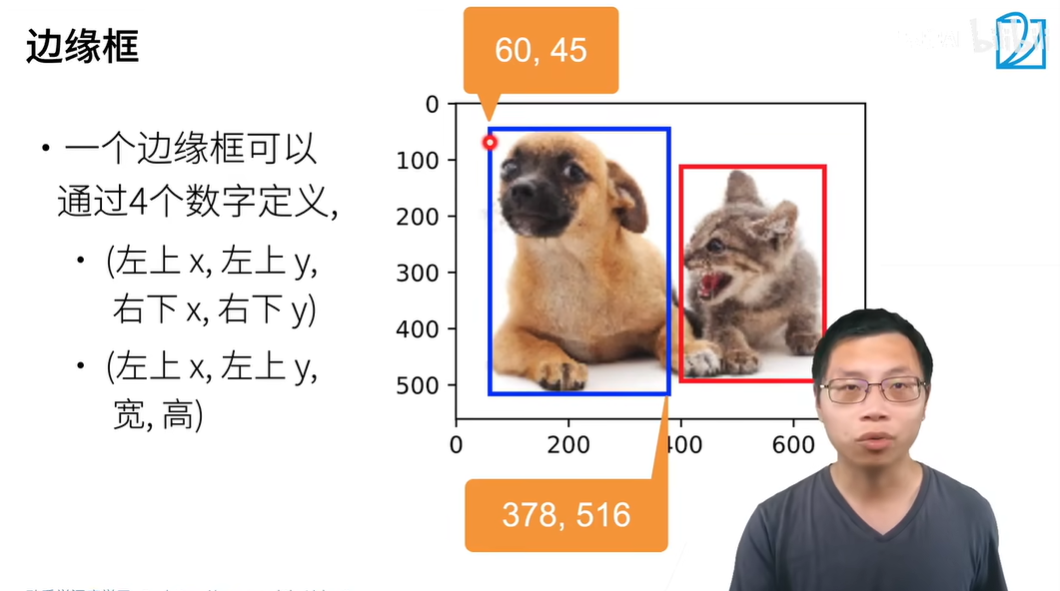 边缘框
60, 45
• 一个边缘框可以
通过4个数字定义,
• (左上 x, 左上 y,
右下 x, 右下 y)
• (左上 x, 左上 y,
宽, 高)
0
100
200
300
400
500
0 200 400 600
378, 516